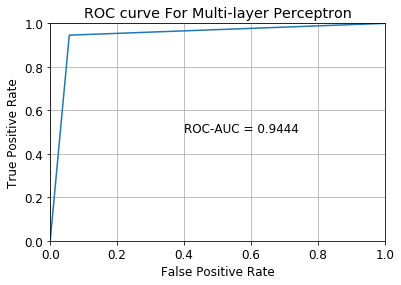 ROC curve For Multi-layer Perceptron
1.0
0.8
0.6
0.4
0.2
0.0
True Positive Rate
ROC-AUC = 0.9444
0.0 0.2 0.4 0.6 0.8 1.0
False Positive Rate